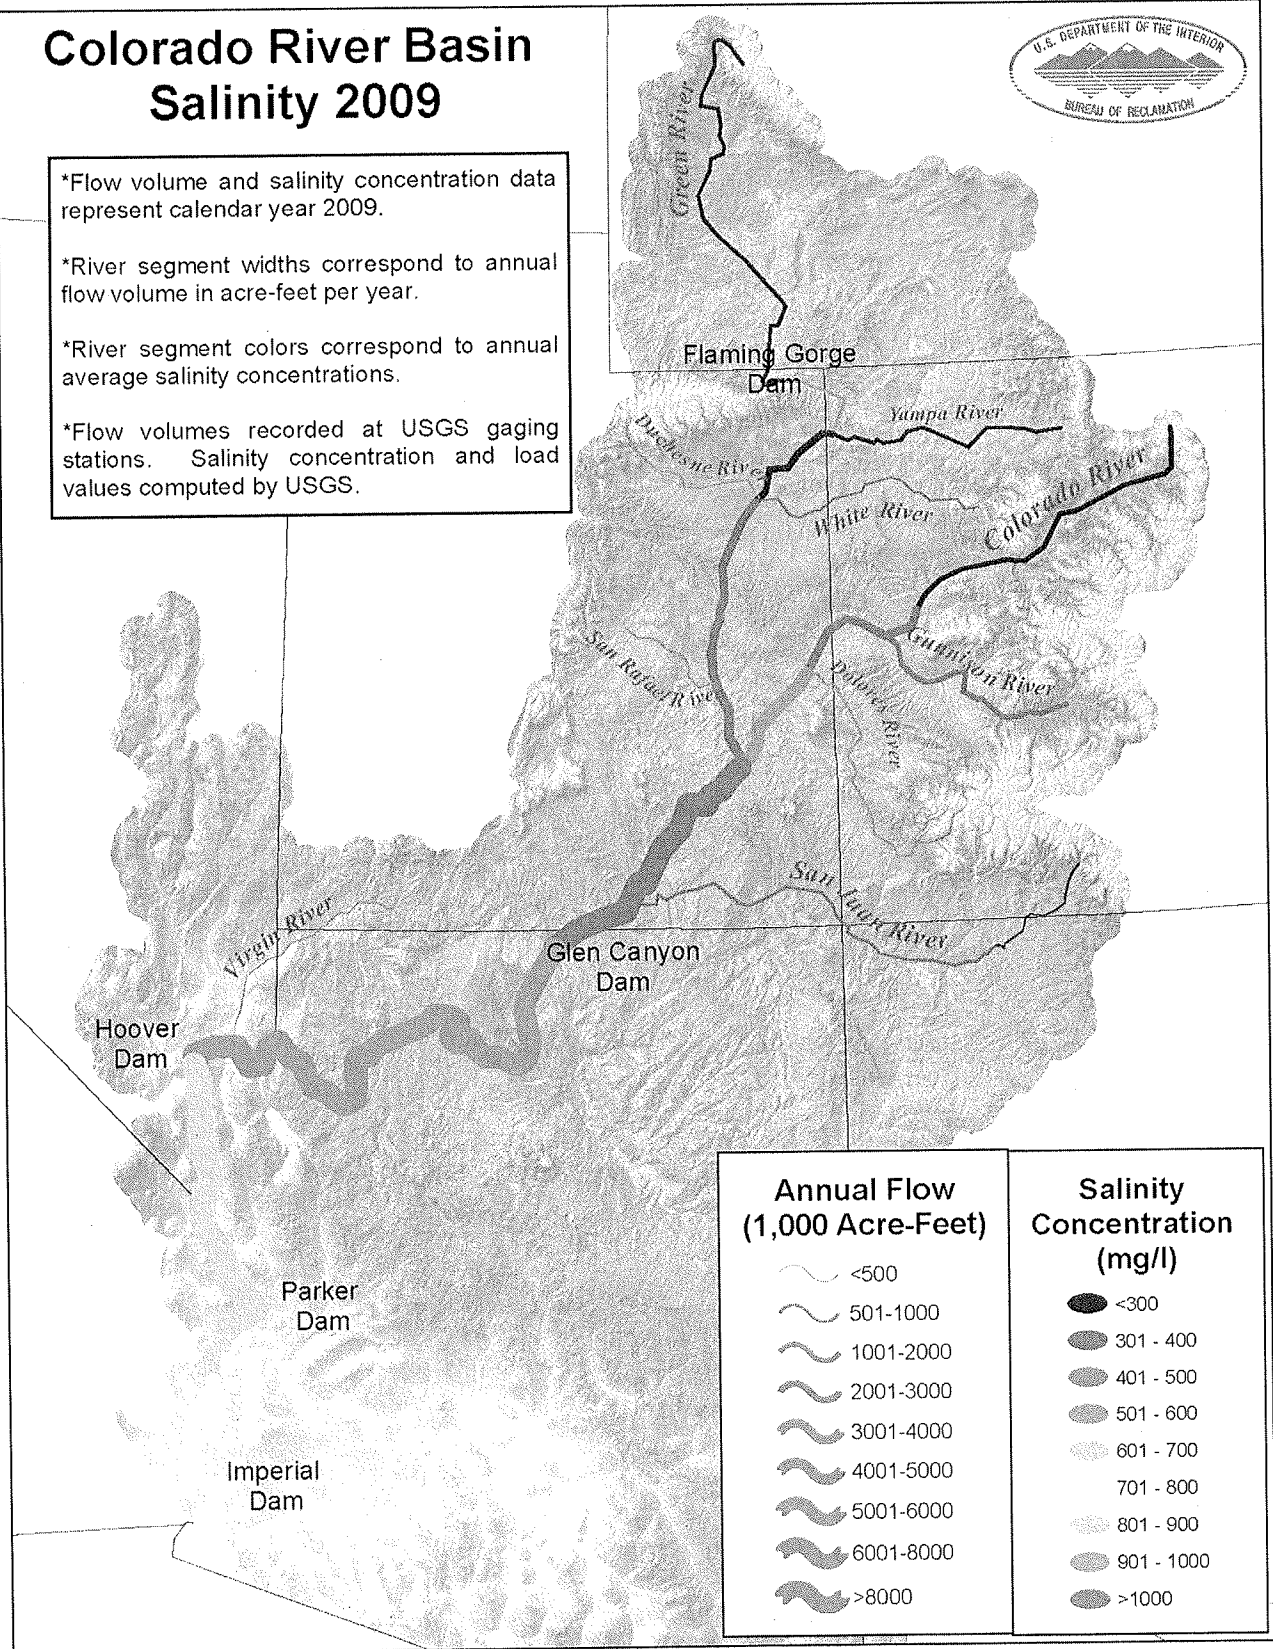 Colorado River Basin
Salinity 2009
U.S. DEPARTMENT OF THE INTERIOR
BUREAU OF RECLAMATION
*Flow volume and salinity concentration data
represent calendar year 2009.
*River segment widths correspond to annual
flow volume in acre-feet per year.
*River segment colors correspond to annual
average salinity concentrations.
*Flow volumes recorded at USGS gaging
stations. Salinity concentration and load
values computed by USGS.
Green River
Flaming Gorge
Dam
Yampa River
Duchesne River
White River
Colorado River
Gunnison River
San Rafael River
Dolores River
San Juan River
Virgin River
Glen Canyon
Dam
Hoover
Dam
Parker
Dam
Imperial
Dam
Annual Flow
(1,000 Acre-Feet)
<500
501-1000
1001-2000
2001-3000
3001-4000
4001-5000
5001-6000
6001-8000
>8000
Salinity
Concentration
(mg/l)
<300
301 - 400
401 - 500
501 - 600
601 - 700
701 - 800
801 - 900
901 - 1000
>1000